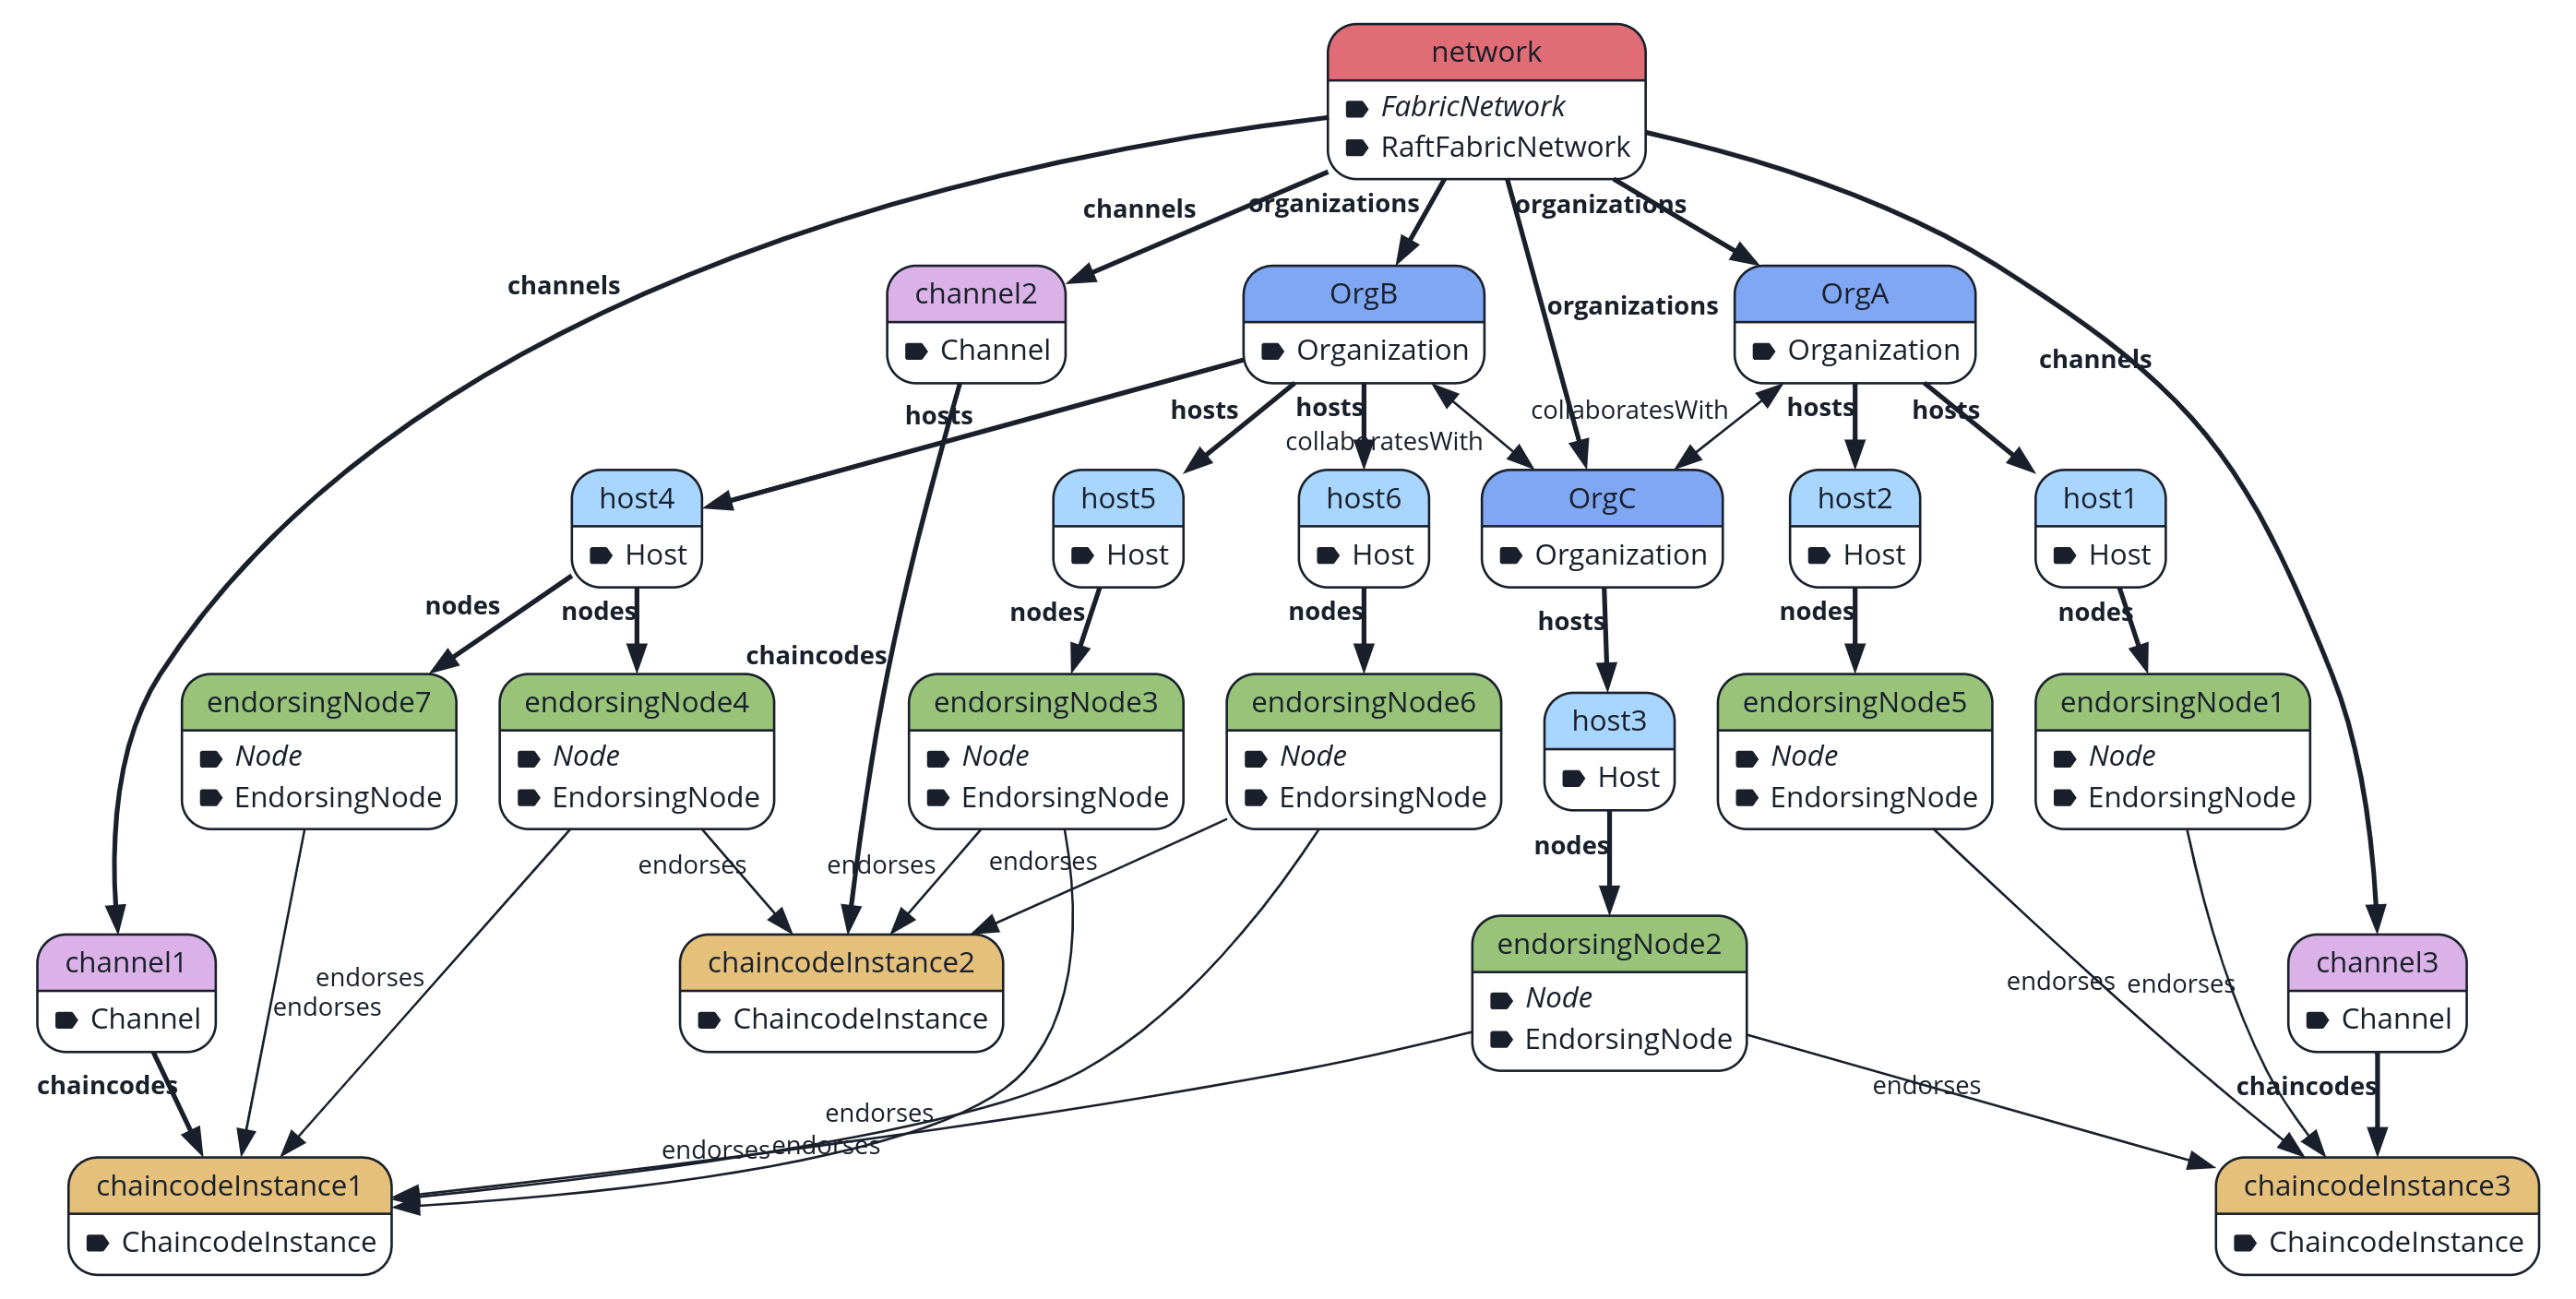 network
FabricNetwork
RaftFabricNetwork
channels
organizations
organizations
channels
organizations
channels
channel2
Channel
OrgB
Organization
OrgA
Organization
hosts
hosts
hosts
collaboratesWith
collaboratesWith
hosts
hosts
host4
Host
host5
Host
host6
Host
OrgC
Organization
host2
Host
host1
Host
nodes
nodes
nodes
nodes
hosts
nodes
nodes
chaincodes
endorsingNode7
Node
EndorsingNode
endorsingNode4
Node
EndorsingNode
endorsingNode3
Node
EndorsingNode
endorsingNode6
Node
EndorsingNode
host3
Host
endorsingNode5
Node
EndorsingNode
endorsingNode1
Node
EndorsingNode
endorses
endorses
endorses
nodes
channel1
Channel
endorses
endorses
chaincodeInstance2
ChaincodeInstance
endorsingNode2
Node
EndorsingNode
endorses
endorses
channel3
Channel
chaincodes
endorses
endorses
endorses
endorses
chaincodes
chaincodeInstance1
ChaincodeInstance
chaincodeInstance3
ChaincodeInstance